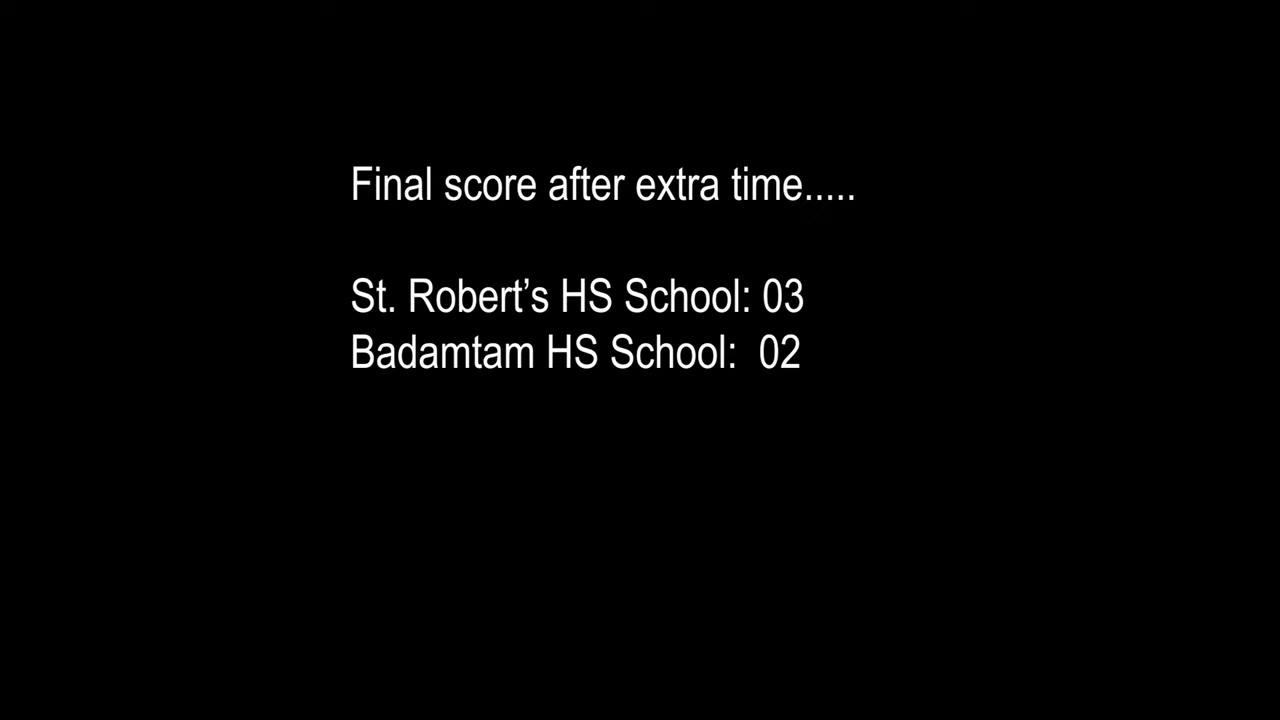 Final score after extra time.....
St. Robert’s HS School: 03
Badamtam HS School:  02